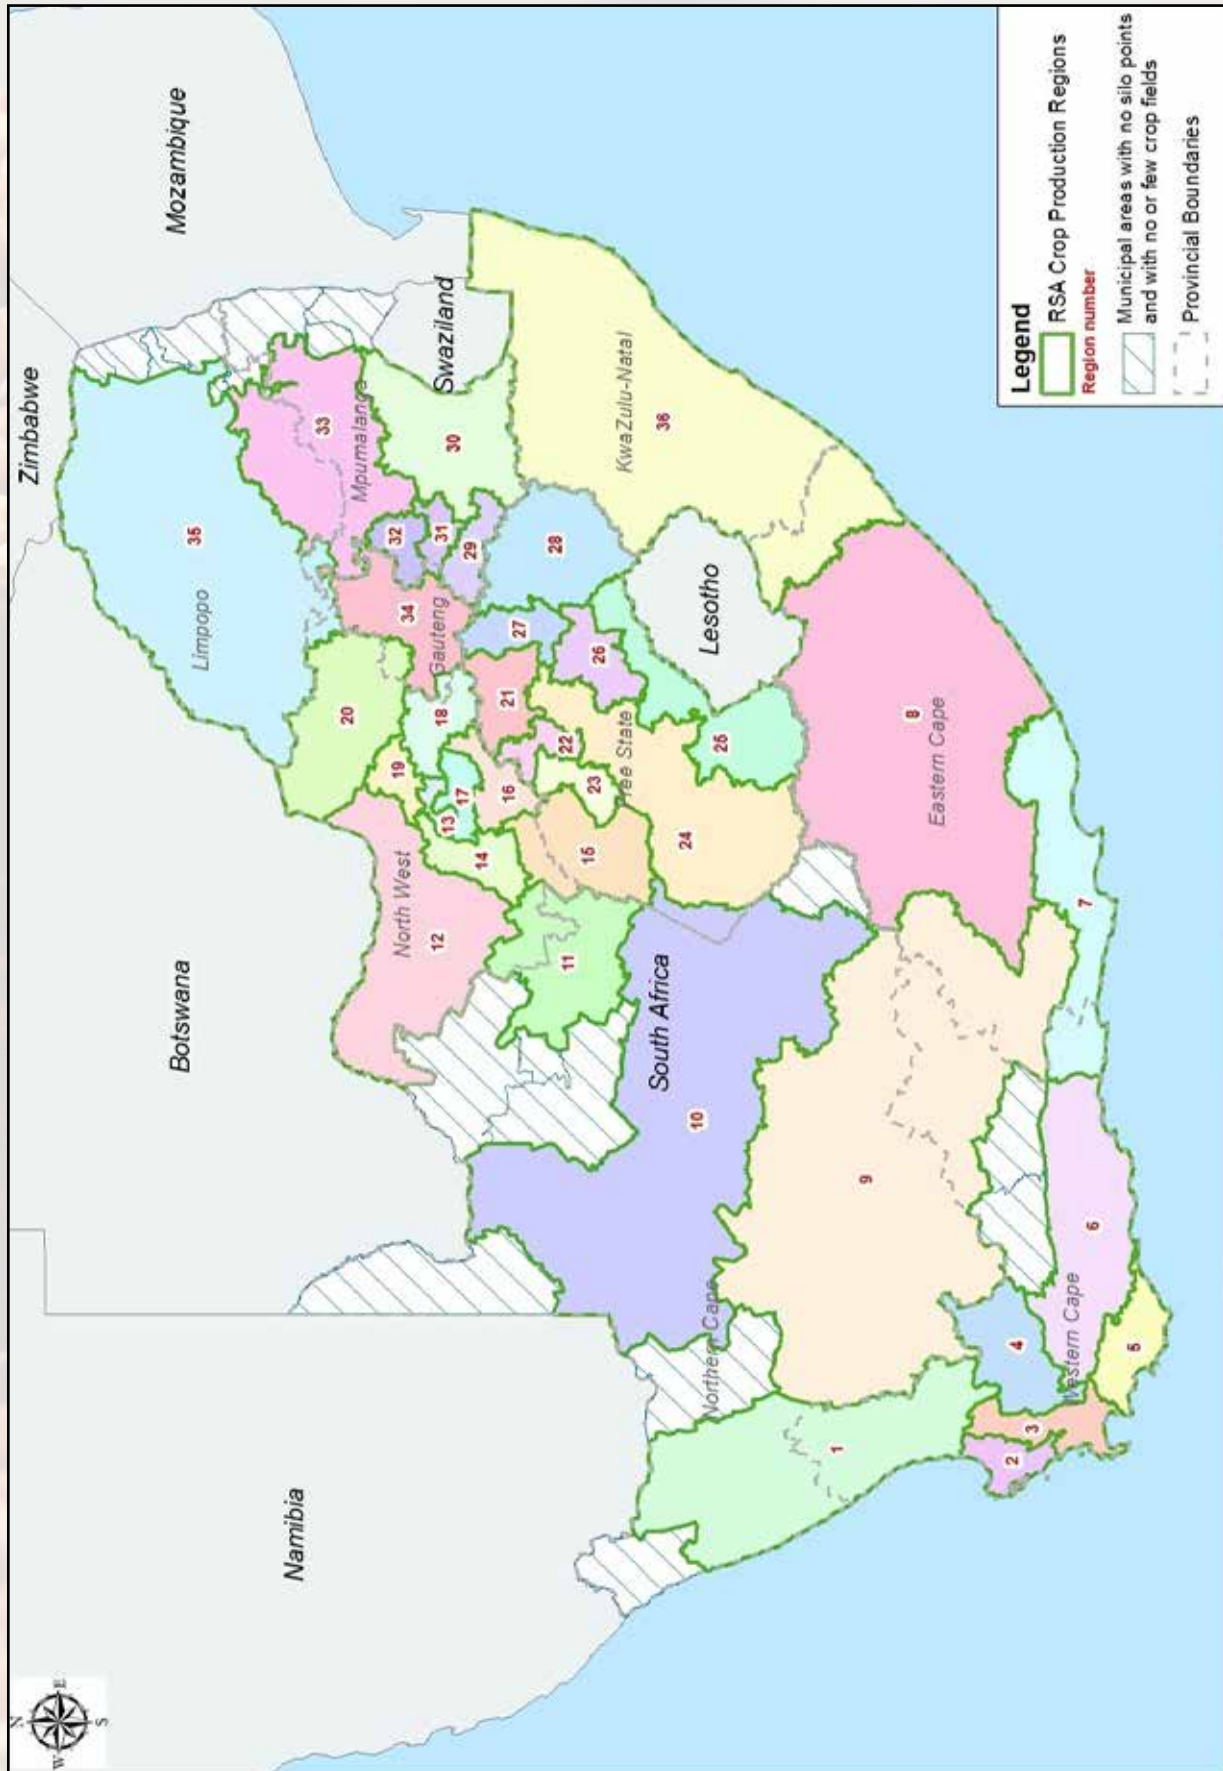 N
W
E
S
Zimbabwe
Mozambique
Botswana
Namibia
Swaziland
Lesotho
South Africa
Limpopo
Mpumalanga
Gauteng
North West
Free State
KwaZulu-Natal
Northern Cape
Eastern Cape
Western Cape
1
2
3
4
5
6
7
8
9
10
11
12
13
14
15
16
17
18
19
20
21
22
23
24
25
26
27
28
29
30
31
32
33
34
35
36
Legend
RSA Crop Production Regions
Region number
Municipal areas with no silo points
and with no or few crop fields
Provincial Boundaries